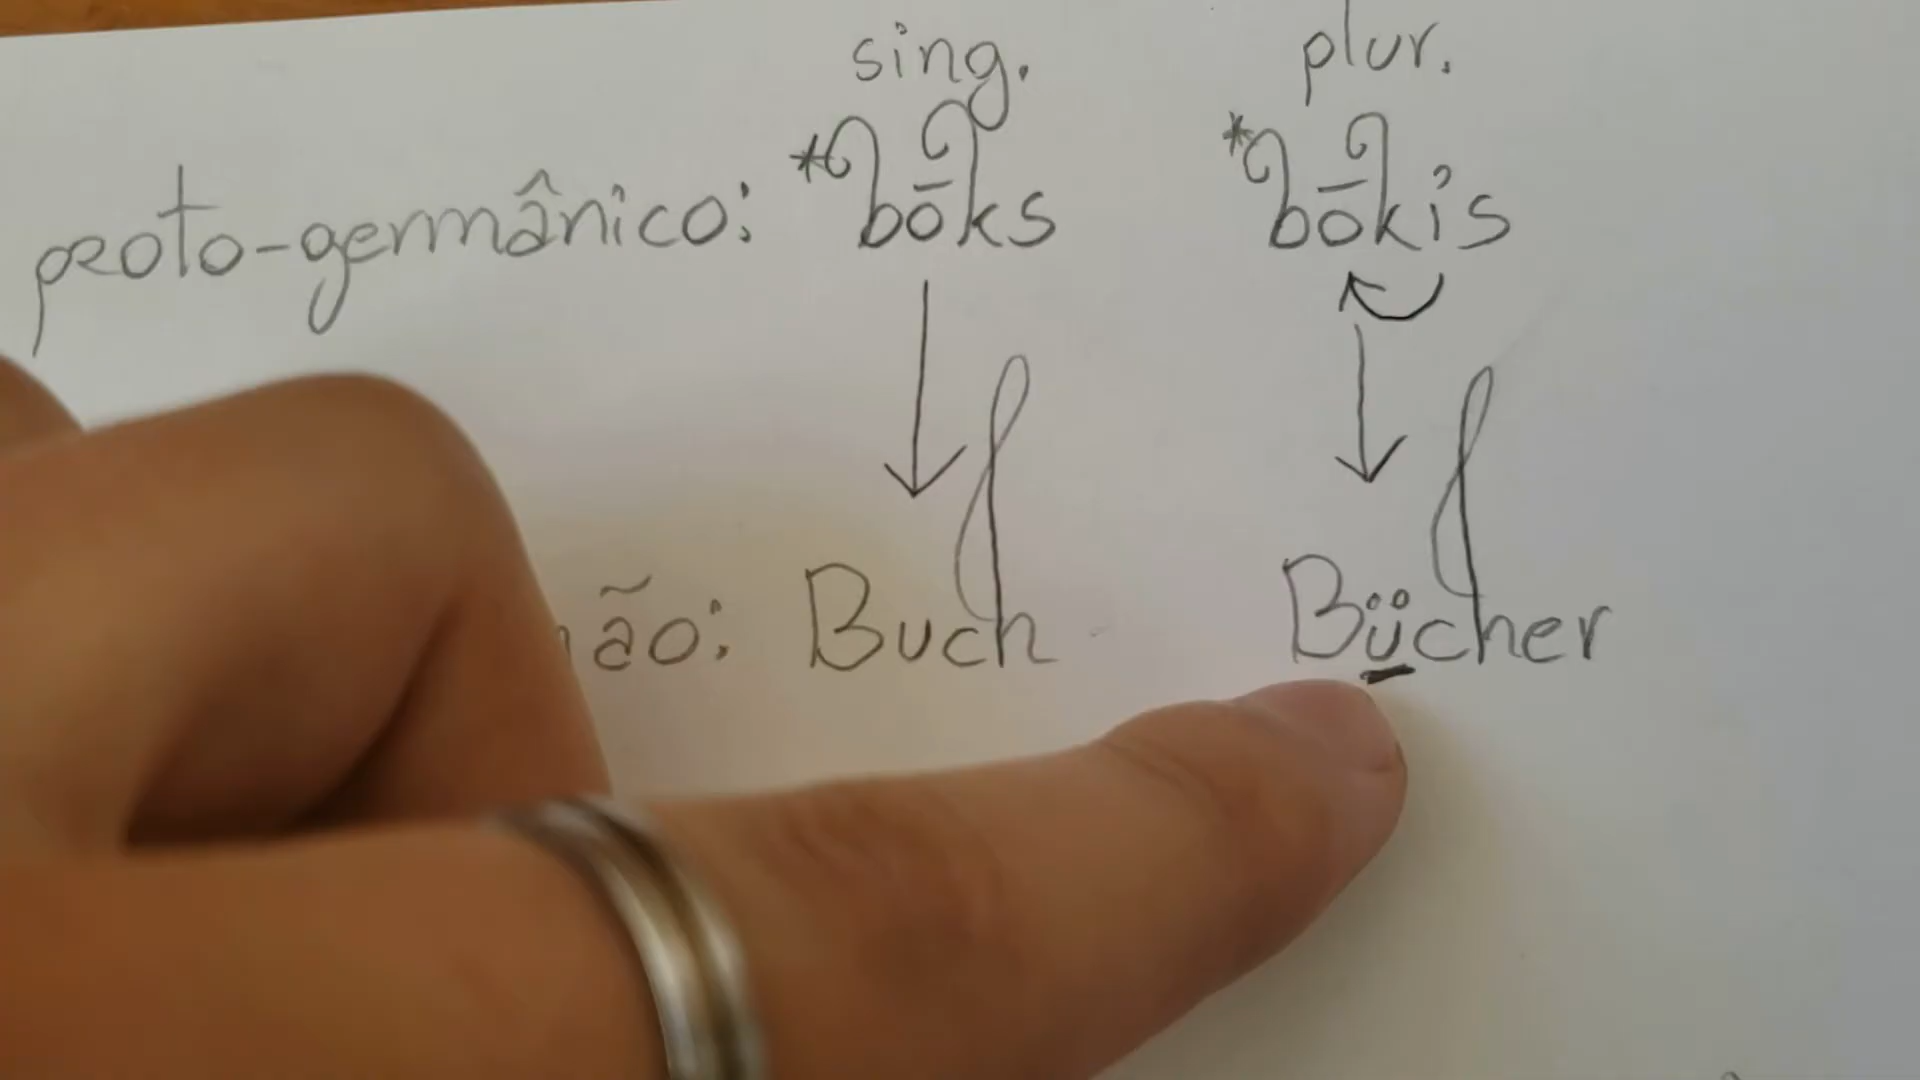 sing. plur.
proto-germânico: *bōks *bōkis
ão: Buch Bücher